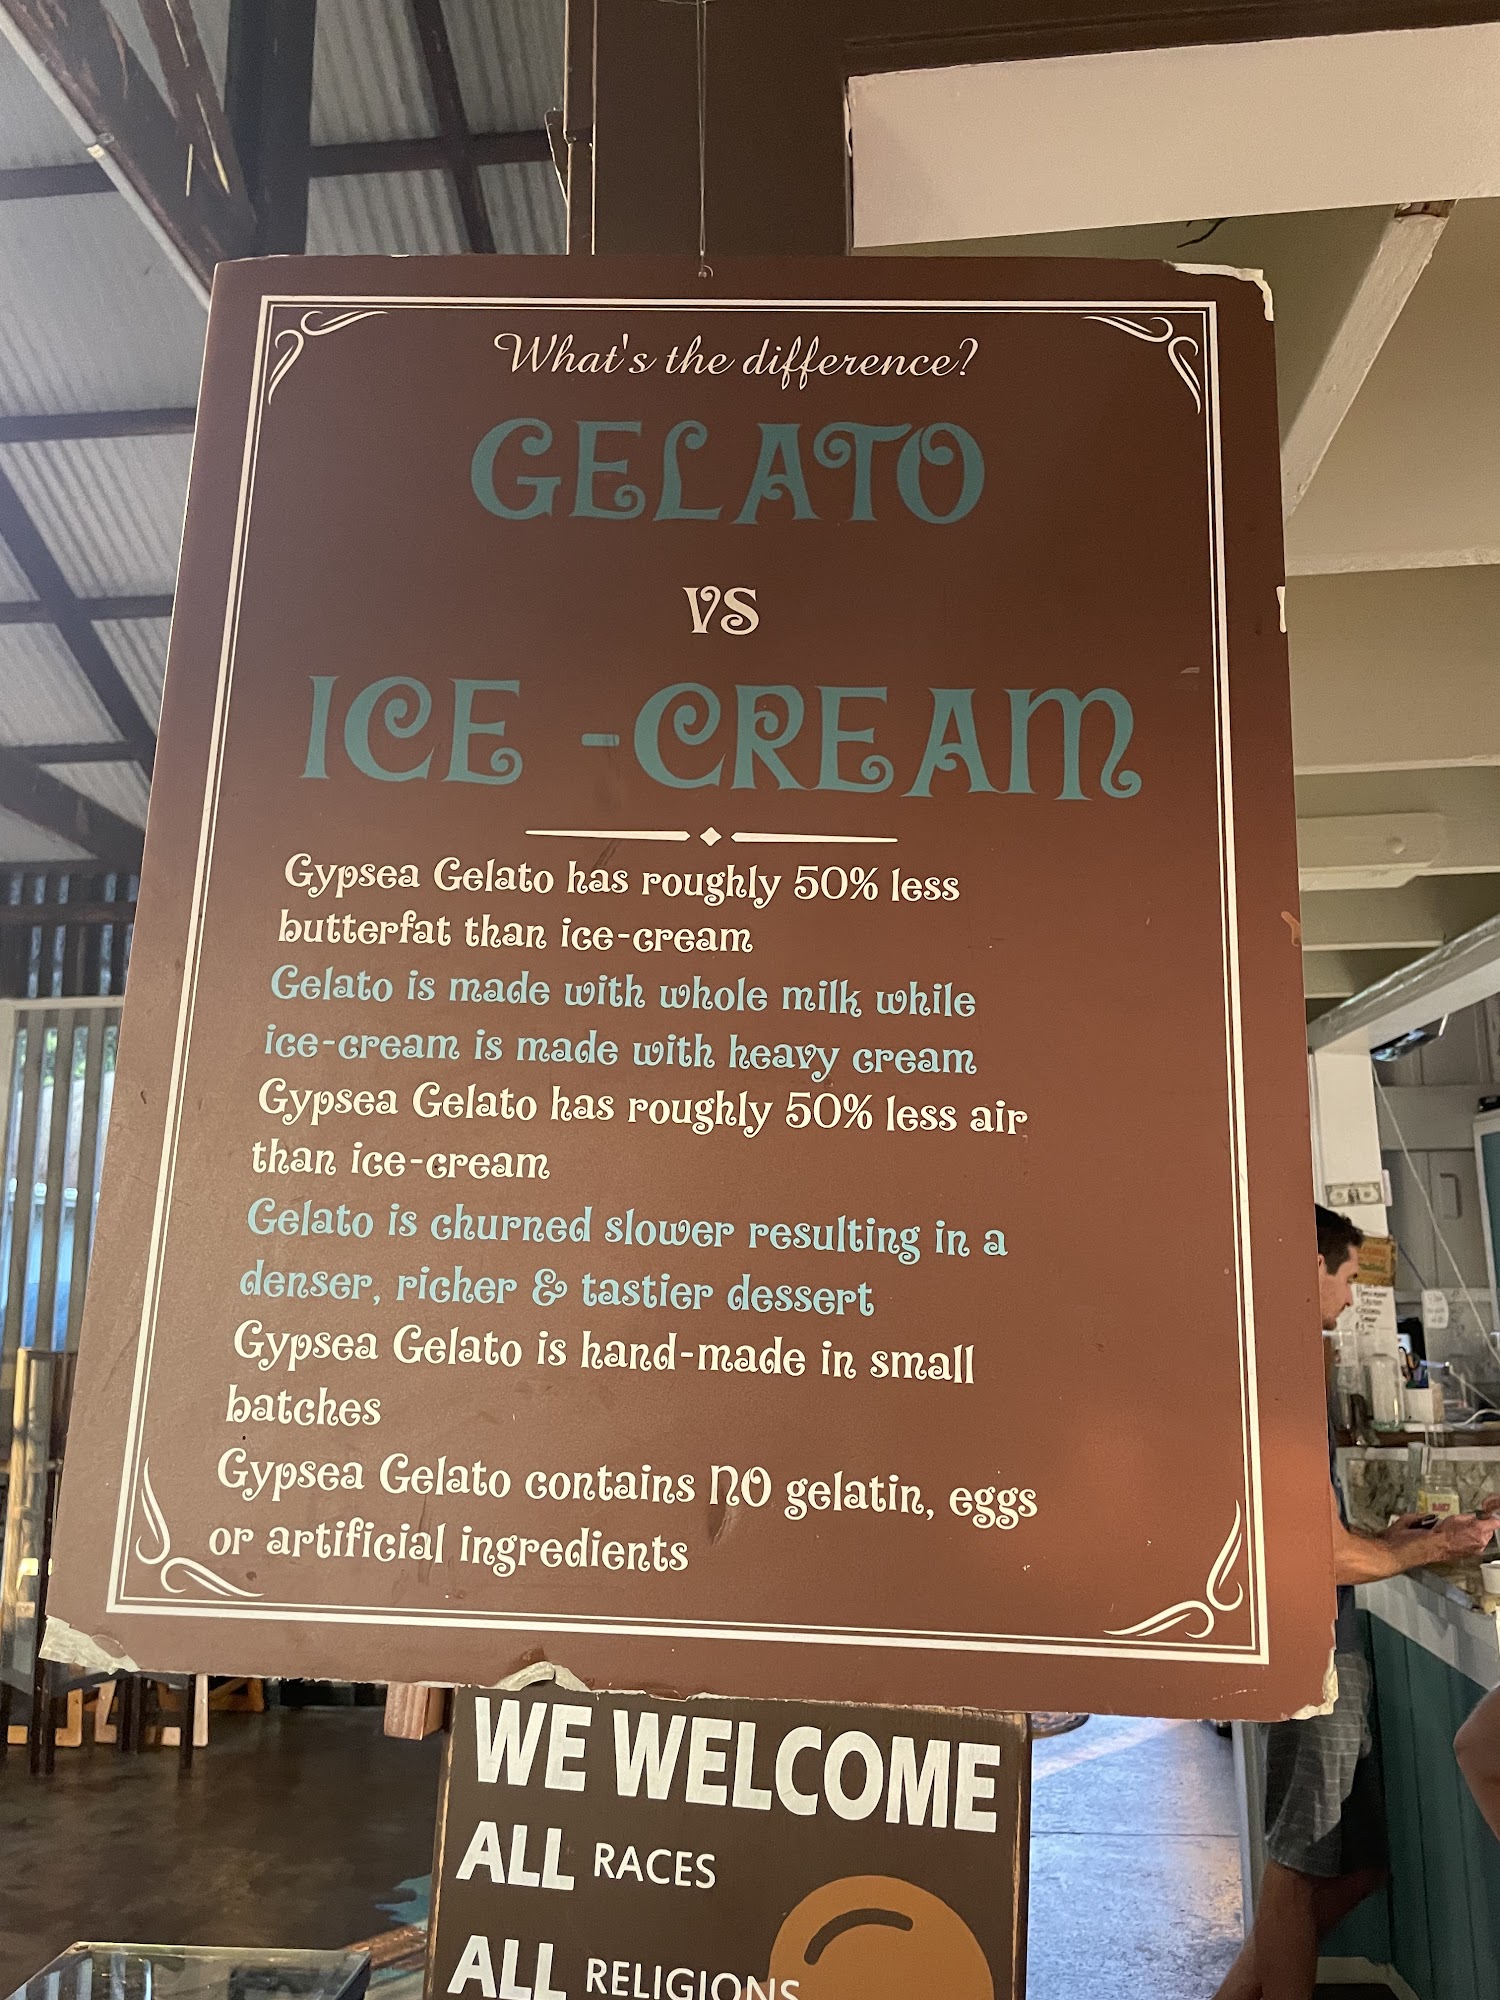 What's the difference?
GELATO
VS
ICE -CREAM
Gypsea Gelato has roughly 50% less
butterfat than ice-cream
Gelato is made with whole milk while
ice-cream is made with heavy cream
Gypsea Gelato has roughly 50% less air
than ice-cream
Gelato is churned slower resulting in a
denser, richer & tastier dessert
Gypsea Gelato is hand-made in small
batches
Gypsea Gelato contains NO gelatin, eggs
or artificial ingredients
WE WELCOME
ALL RACES
ALL RELIGIONS